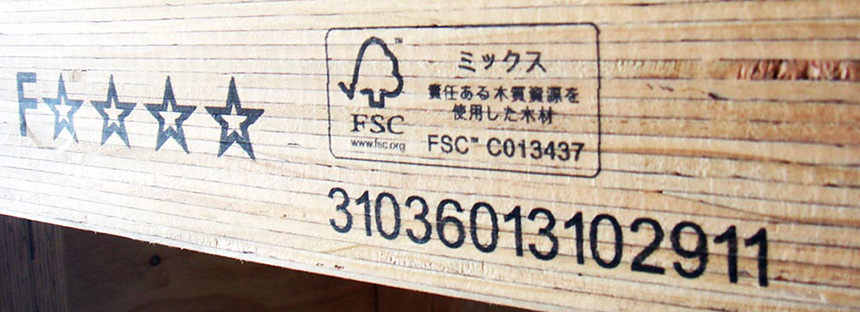 F☆☆☆☆
ミックス
責任ある木質資源を
使用した木材
FSC™ C013437
FSC
www.fsc.org
31036013102911